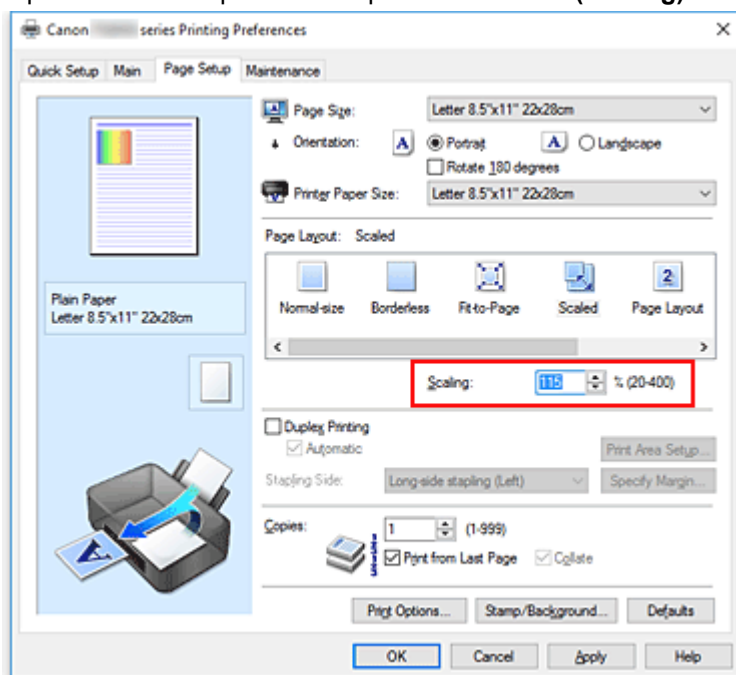 (
)
Canon series Printing Preferences
Quick Setup Main Page Setup Maintenance
Page Size: Letter 8.5"x11" 22x28cm
Orientation: A Portrait A Landscape
Rotate 180 degrees
Printer Paper Size: Letter 8.5"x11" 22x28cm
Page Layout: Scaled
Normal-size Borderless Fit-to-Page Scaled 2 Page Layout
Plain Paper
Letter 8.5"x11" 22x28cm
Scaling: 115 % (20-400)
Duplex Printing
Automatic Print Area Setup...
Stapling Side: Long-side stapling (Left) Specify Margin...
Copies: 1 (1-999)
Print from Last Page Collate
A
Print Options... Stamp/Background... Defaults
OK Cancel Apply Help